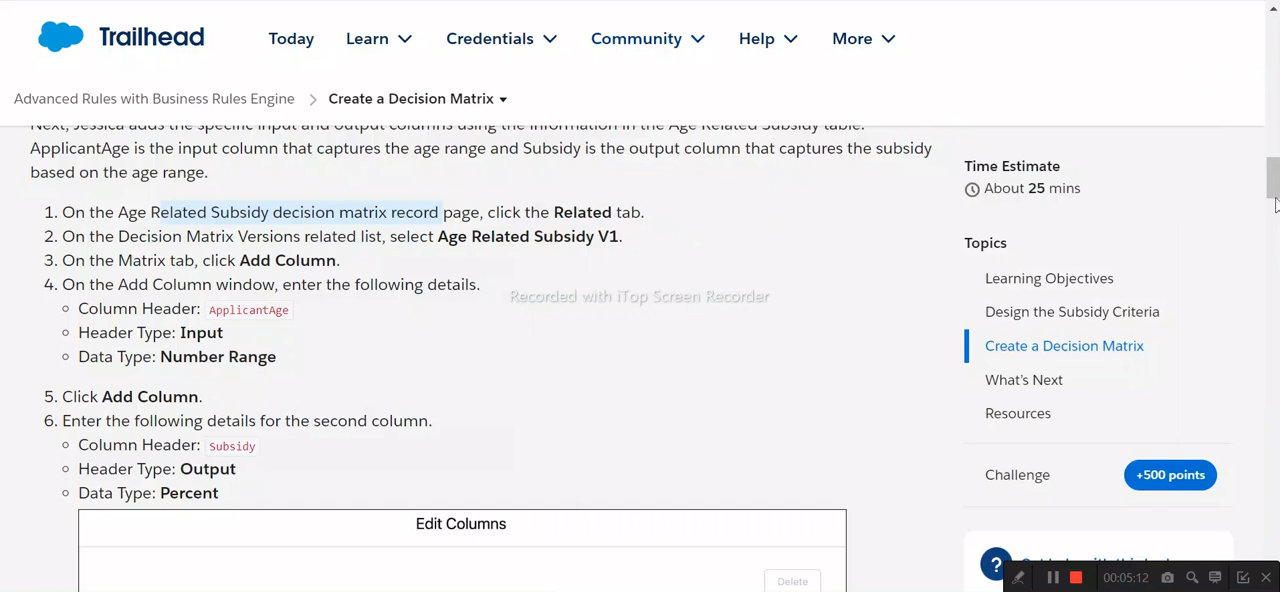 Trailhead
Today Learn Credentials Community Help More
Advanced Rules with Business Rules Engine > Create a Decision Matrix
Next, Jessica adds the specific input and output columns using the information in the Age Related Subsidy table.
ApplicantAge is the input column that captures the age range and Subsidy is the output column that captures the subsidy
based on the age range.
1. On the Age Related Subsidy decision matrix record page, click the Related tab.
2. On the Decision Matrix Versions related list, select Age Related Subsidy V1.
3. On the Matrix tab, click Add Column.
4. On the Add Column window, enter the following details.
Column Header: ApplicantAge
Header Type: Input
Data Type: Number Range
5. Click Add Column.
6. Enter the following details for the second column.
Column Header: Subsidy
Header Type: Output
Data Type: Percent
Edit Columns
Delete
Recorded with iTop Screen Recorder
Time Estimate
About 25 mins
Topics
Learning Objectives
Design the Subsidy Criteria
Create a Decision Matrix
What's Next
Resources
Challenge +500 points
?
00:05:12